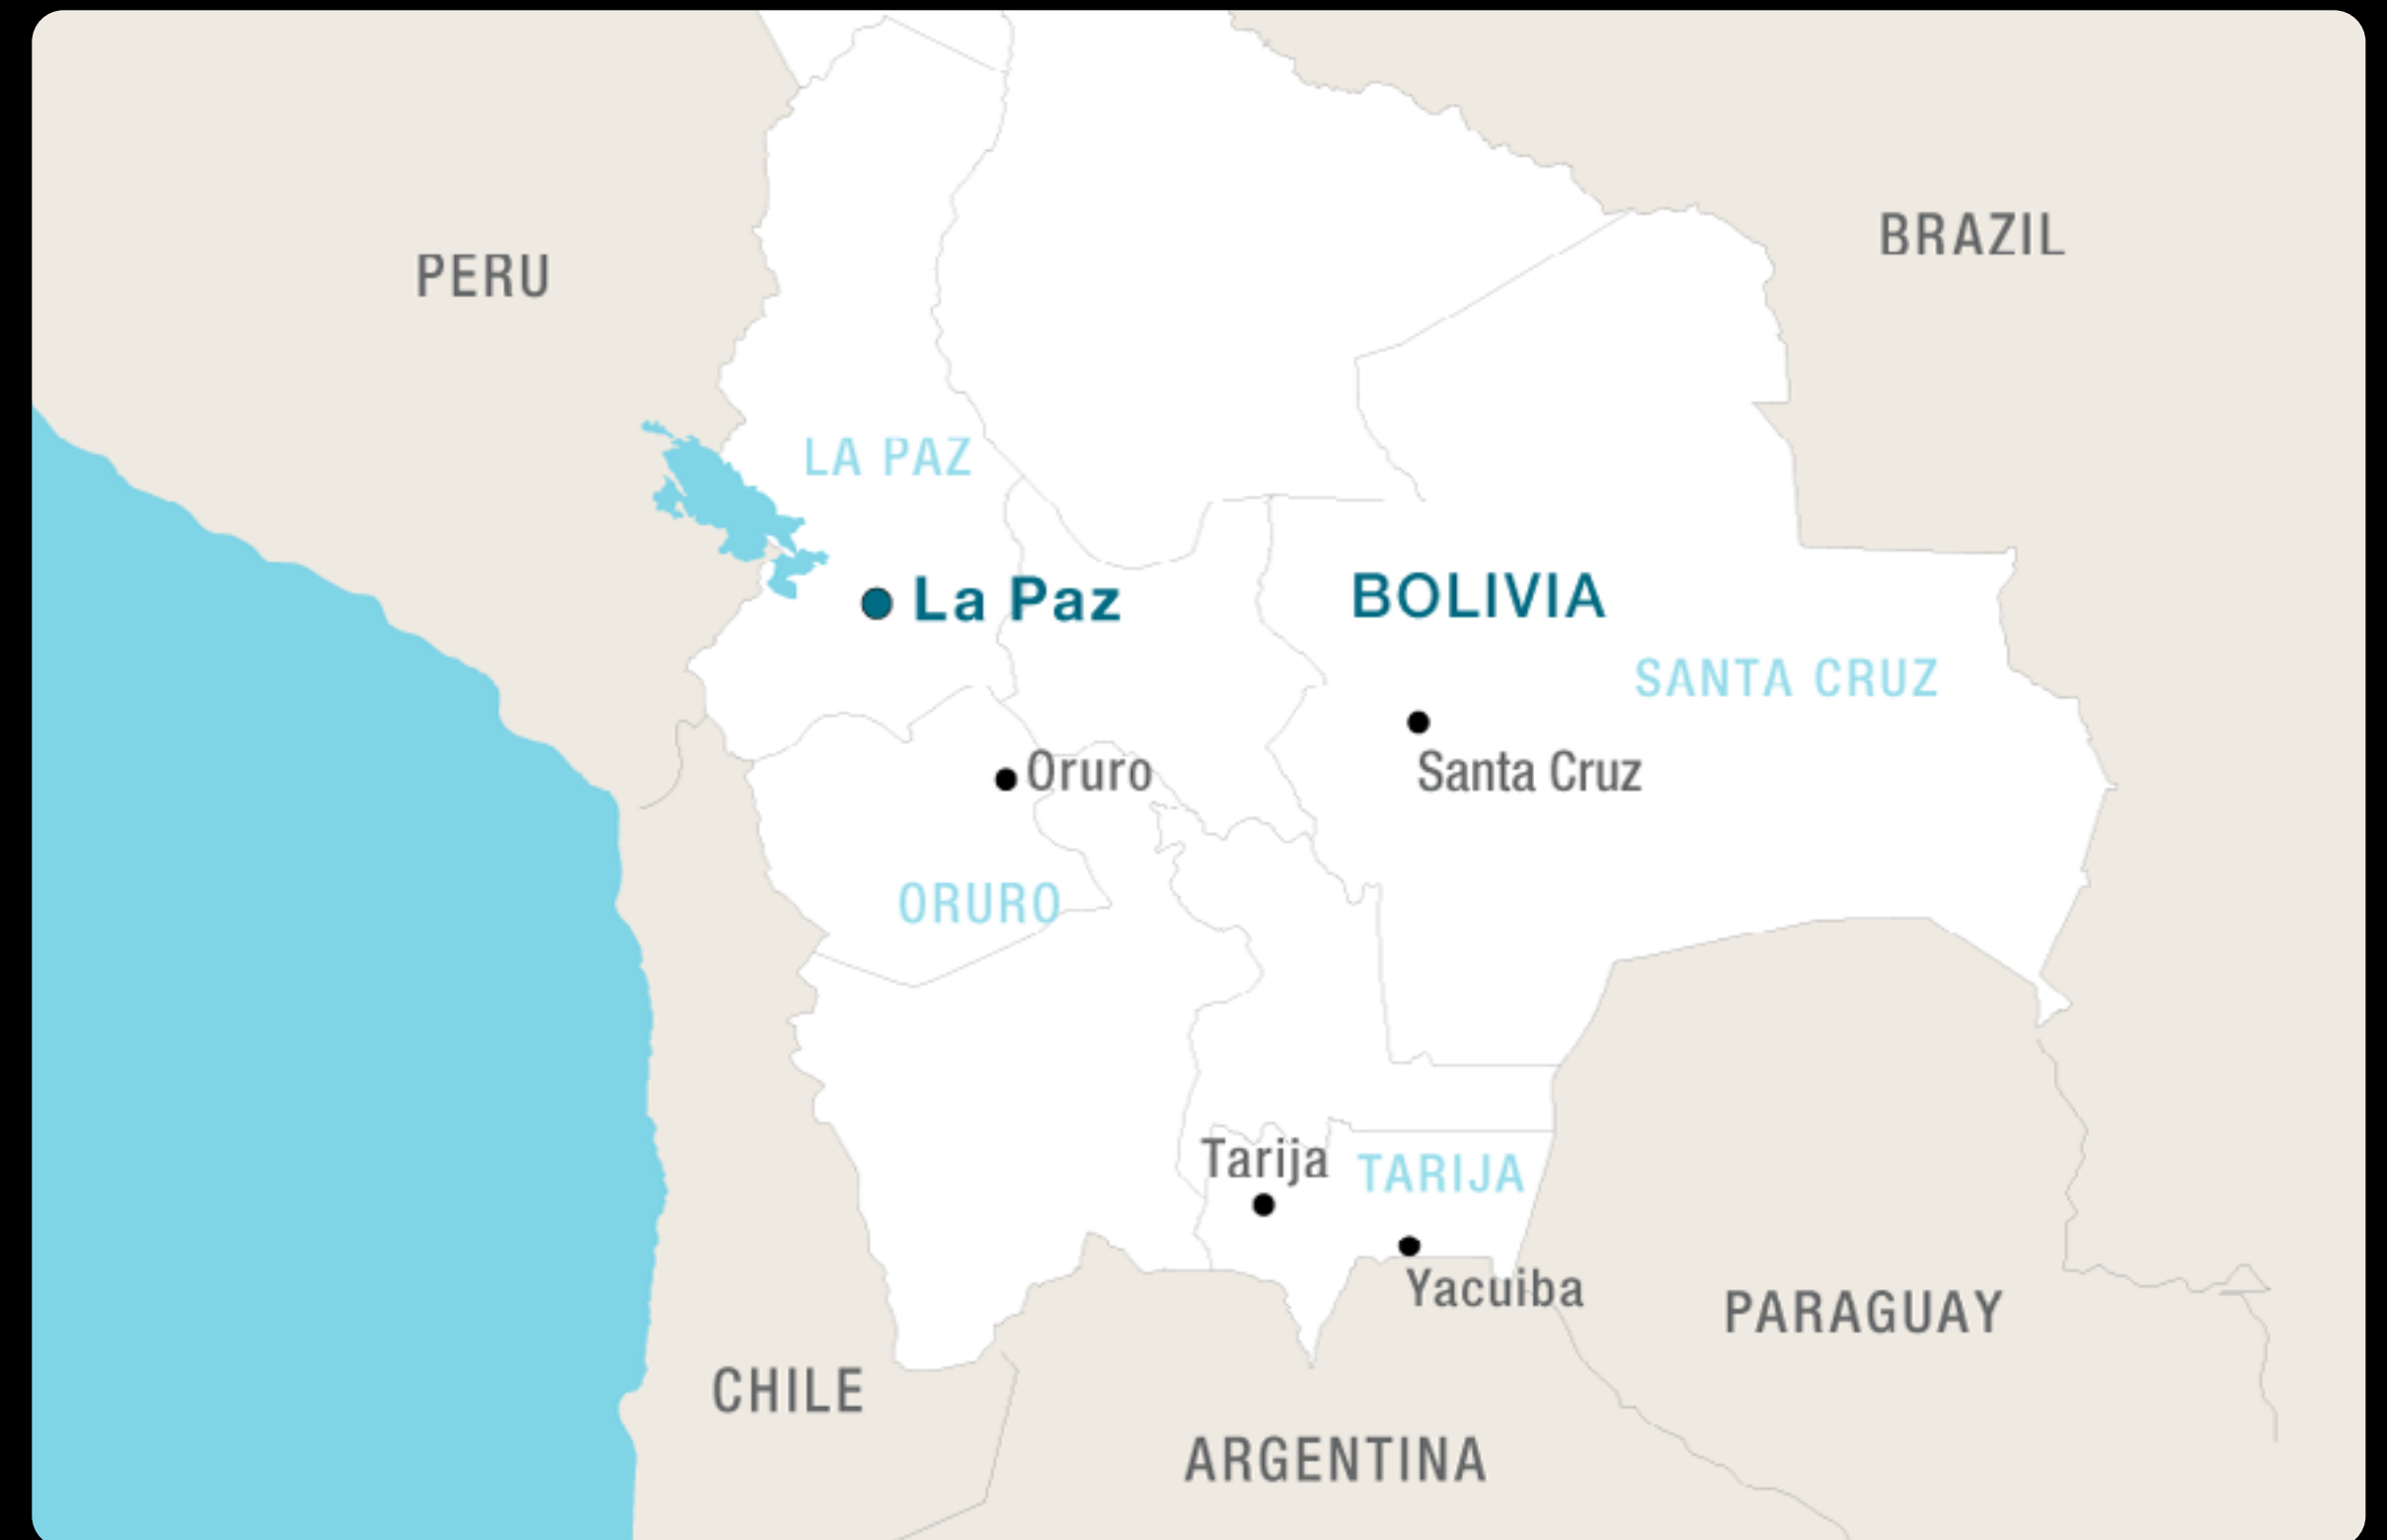 BRAZIL
PERU
LA PAZ
La Paz
BOLIVIA
SANTA CRUZ
Santa Cruz
Oruro
ORURO
Tarija
TARIJA
Yacuiba
PARAGUAY
CHILE
ARGENTINA